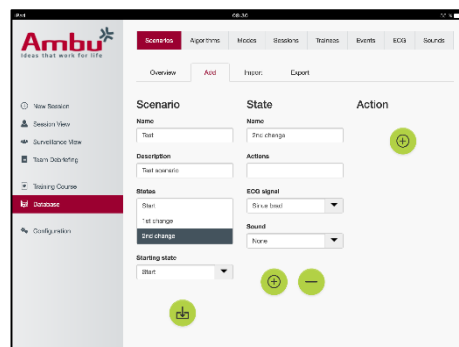 iPad 08.30
Ambu
Ideas that work for life
Scenarios Algorithms Modes Sessions Trainees Events ECG Sounds
Overview Add Import Export
New Session
Session View
Surveillance View
Team Debriefing
Training Course
Database
Configuration
Scenario State Action
Name Name
Test 2nd change
Description Actions
Test scenario
States ECG signal
Start Sinus bead
1st change
2nd change
Sound
None
Starting state
Start